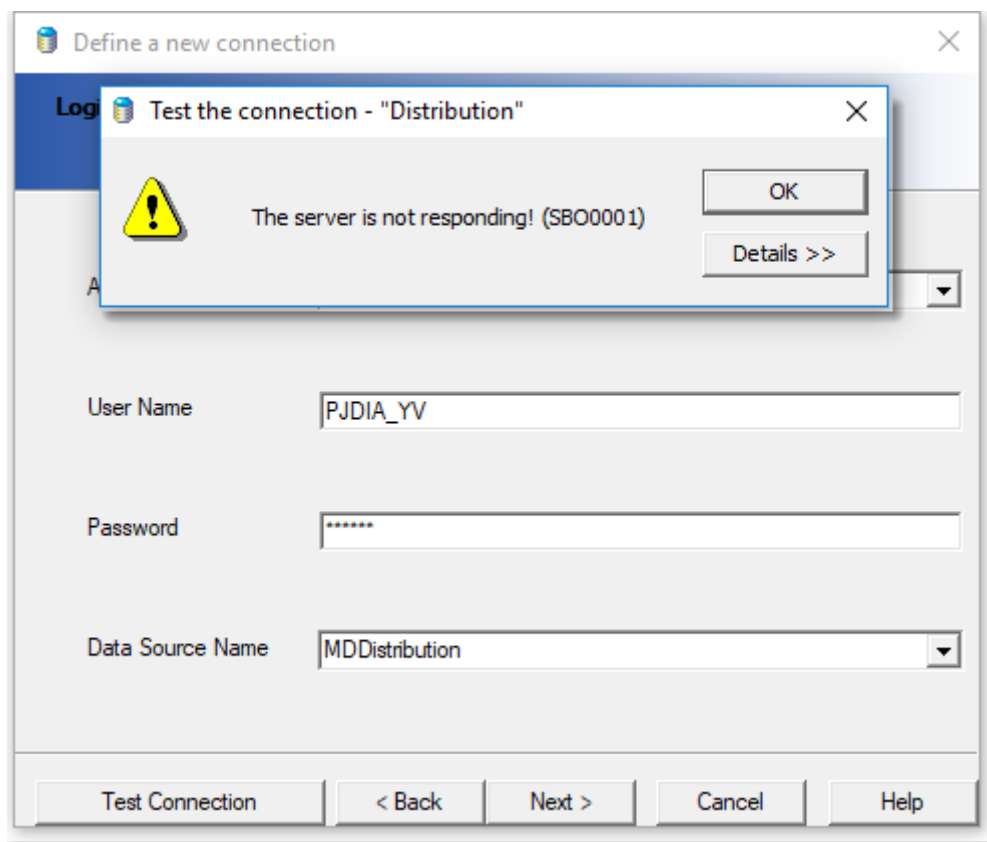 Define a new connection
Logi
Test the connection - "Distribution"
The server is not responding! (SBO0001)
OK
Details >>
A
User Name
PJDIA_YV
Password
******
Data Source Name
MDDistribution
Test Connection
< Back
Next >
Cancel
Help